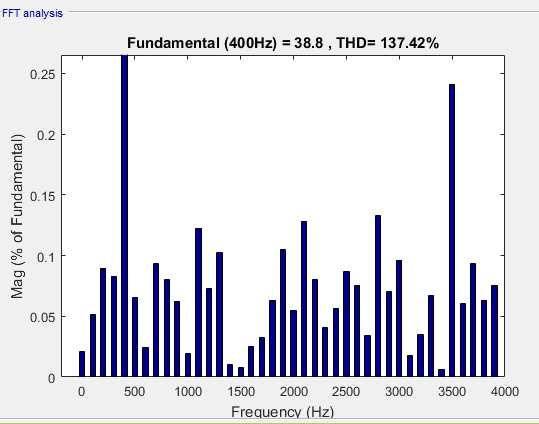 FFT analysis
Fundamental (400Hz) = 38.8 , THD= 137.42%
Mag (% of Fundamental)
0.25
0.2
0.15
0.1
0.05
0
0 500 1000 1500 2000 2500 3000 3500 4000
Frequency (Hz)